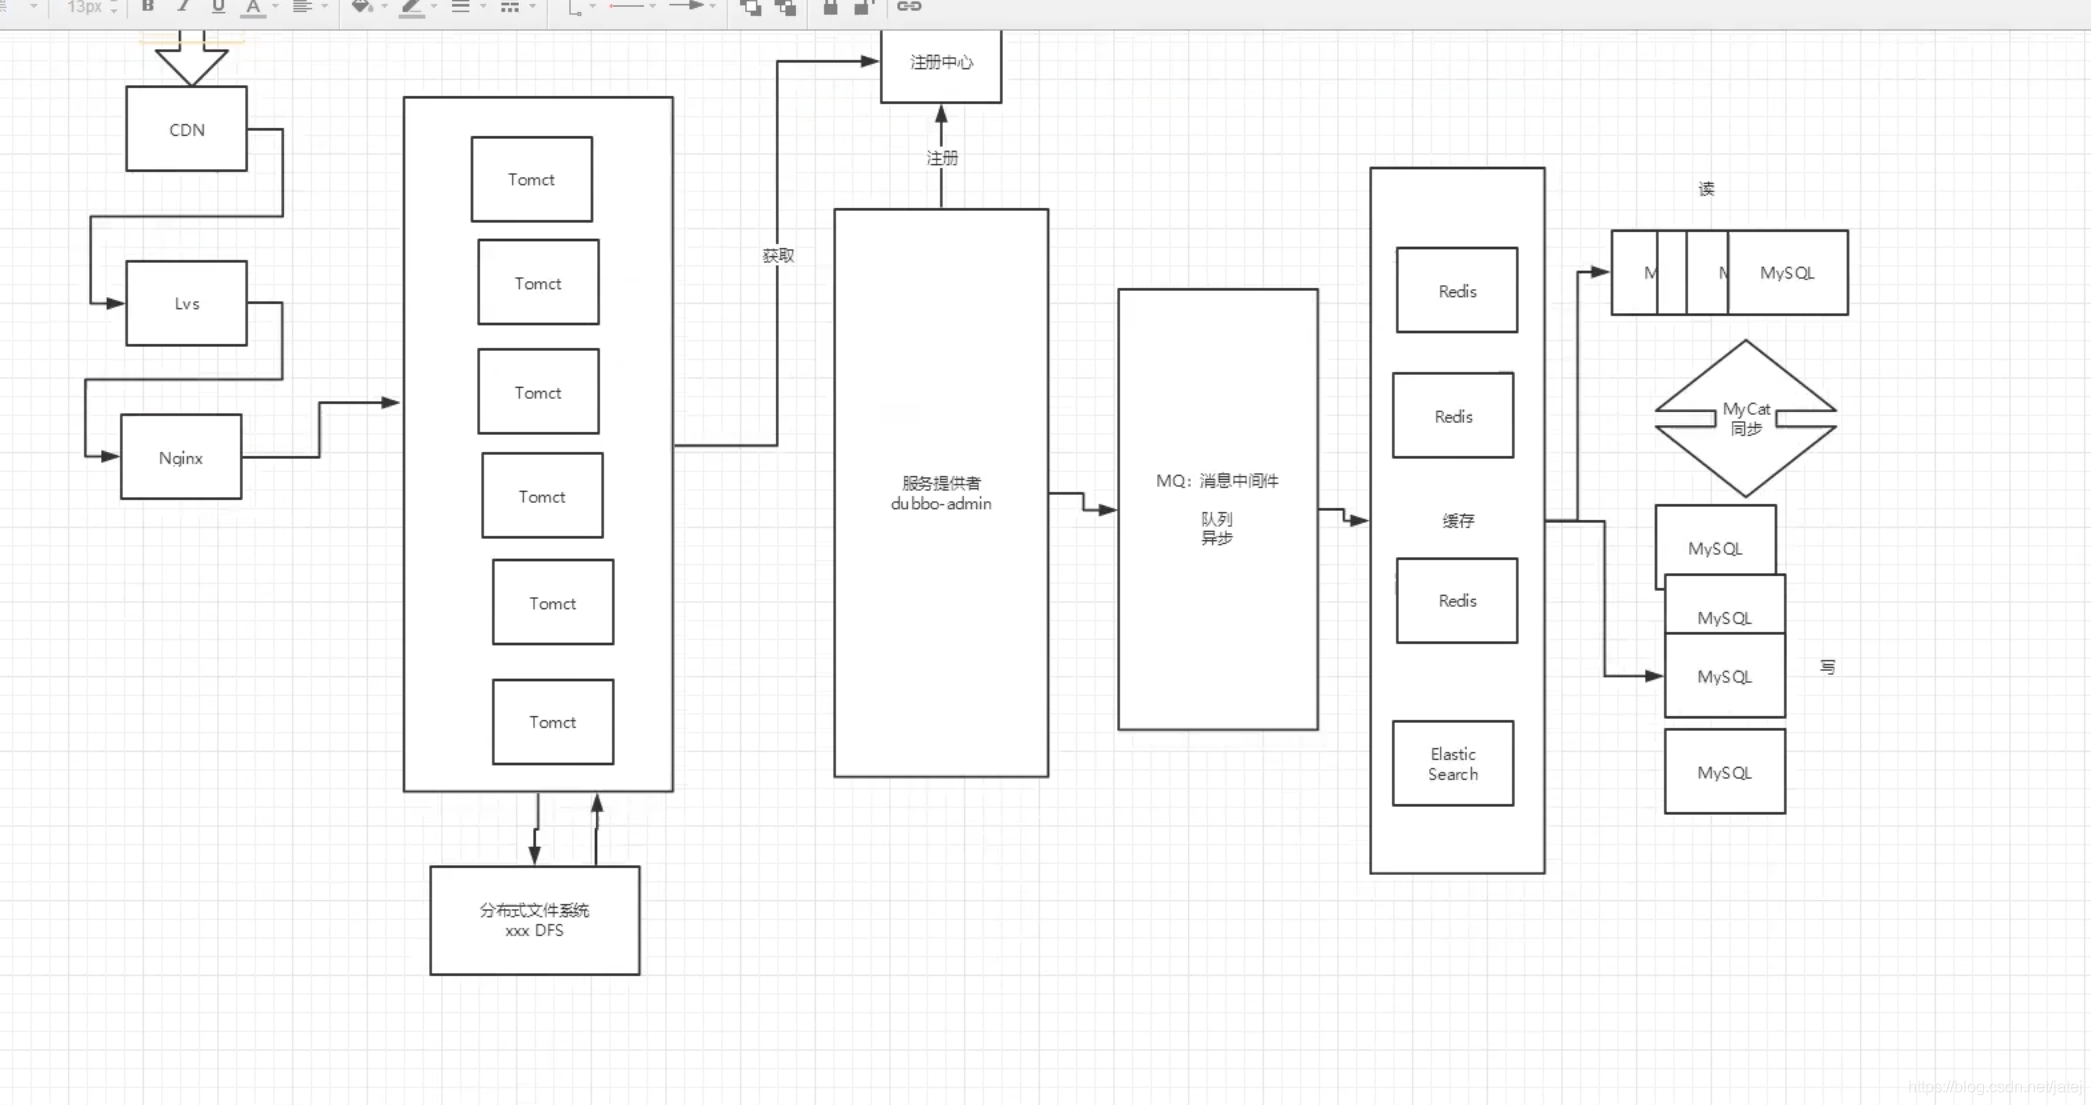 13px
B
I
U
A
CDN
Lvs
Nginx
Tomct
Tomct
Tomct
Tomct
Tomct
Tomct
分布式文件系统
xxx DFS
获取
注册中心
注册
服务提供者
dubbo-admin
MQ：消息中间件
队列
异步
Redis
Redis
缓存
Redis
Elastic
Search
读
M
MySQL
MyCat
同步
MySQL
MySQL
MySQL
MySQL
写
https://blog.csdn.net/jatej